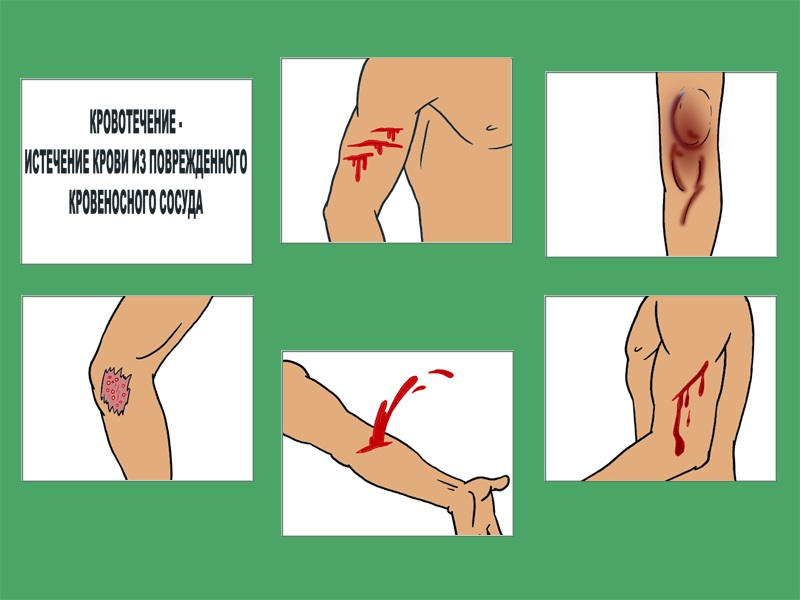 КРОВОТЕЧЕНИЕ -
ИСТЕЧЕНИЕ КРОВИ ИЗ ПОВРЕЖДЕННОГО
КРОВЕНОСНОГО СОСУДА